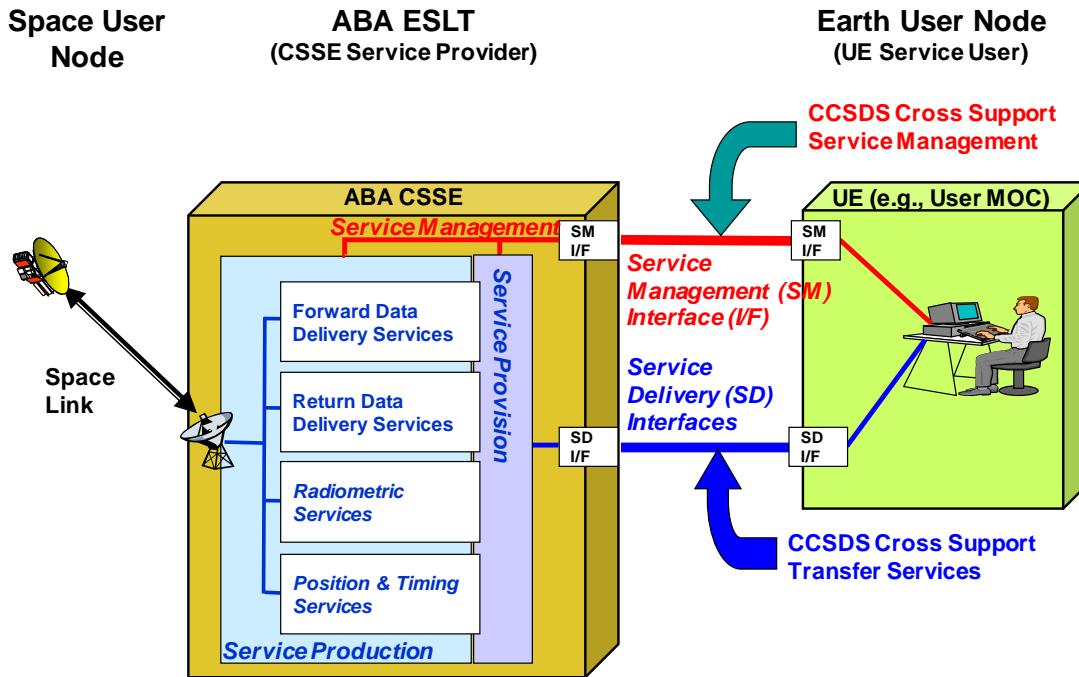 Space User
Node
ABA ESLT
(CSSE Service Provider)
Earth User Node
(UE Service User)
CCSDS Cross Support
Service Management
ABA CSSE
UE (e.g., User MOC)
Service Management
SM
I/F
SM
I/F
Service
Management (SM)
Interface (I/F)
Service Provision
Forward Data
Delivery Services
Space
Link
Return Data
Delivery Services
Service
Delivery (SD)
Interfaces
SD
I/F
SD
I/F
Radiometric
Services
CCSDS Cross Support
Transfer Services
Position & Timing
Services
Service Production